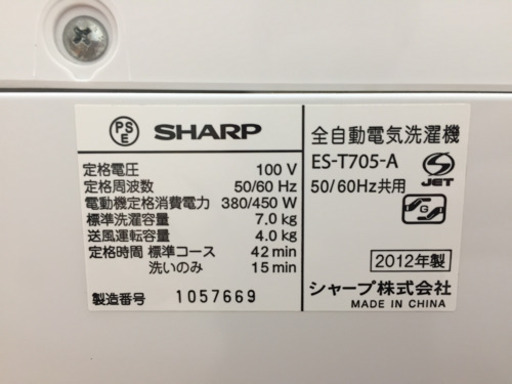 PS
E
SHARP
定格電圧 100 V
定格周波数 50/60 Hz
電動機定格消費電力 380/450 W
標準洗濯容量 7.0 kg
送風運転容量 4.0 kg
定格時間 標準コース 42 min
洗いのみ 15 min
製造番号 1057669
全自動電気洗濯機
ES-T705-A
50/60Hz共用
S
JET
G
2012年製
シャープ株式会社
MADE IN CHINA